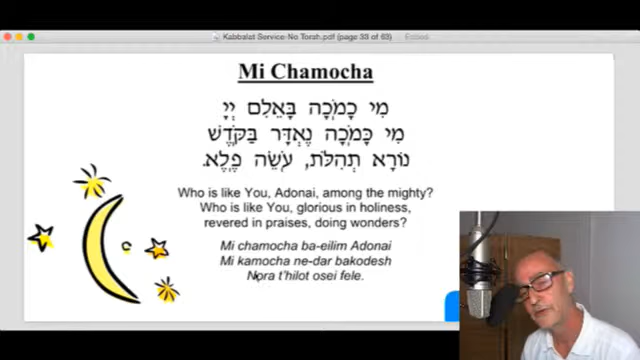 Kabbalat Service-No Torah.pdf (page 33 of 63)
Mi Chamocha
מִי כָמֹכָה בָּאֵלִם יְיָ
מִי כָּמֹכָה נֶאְדָּר בַּקֹּדֶשׁ
נוֹרָא תְהִלֹּת, עֹשֵׂה פֶלֶא.
Who is like You, Adonai, among the mighty?
Who is like You, glorious in holiness,
revered in praises, doing wonders?
Mi chamocha ba-eilim Adonai
Mi kamocha ne-dar bakodesh
Nora t'hilot osei fele.